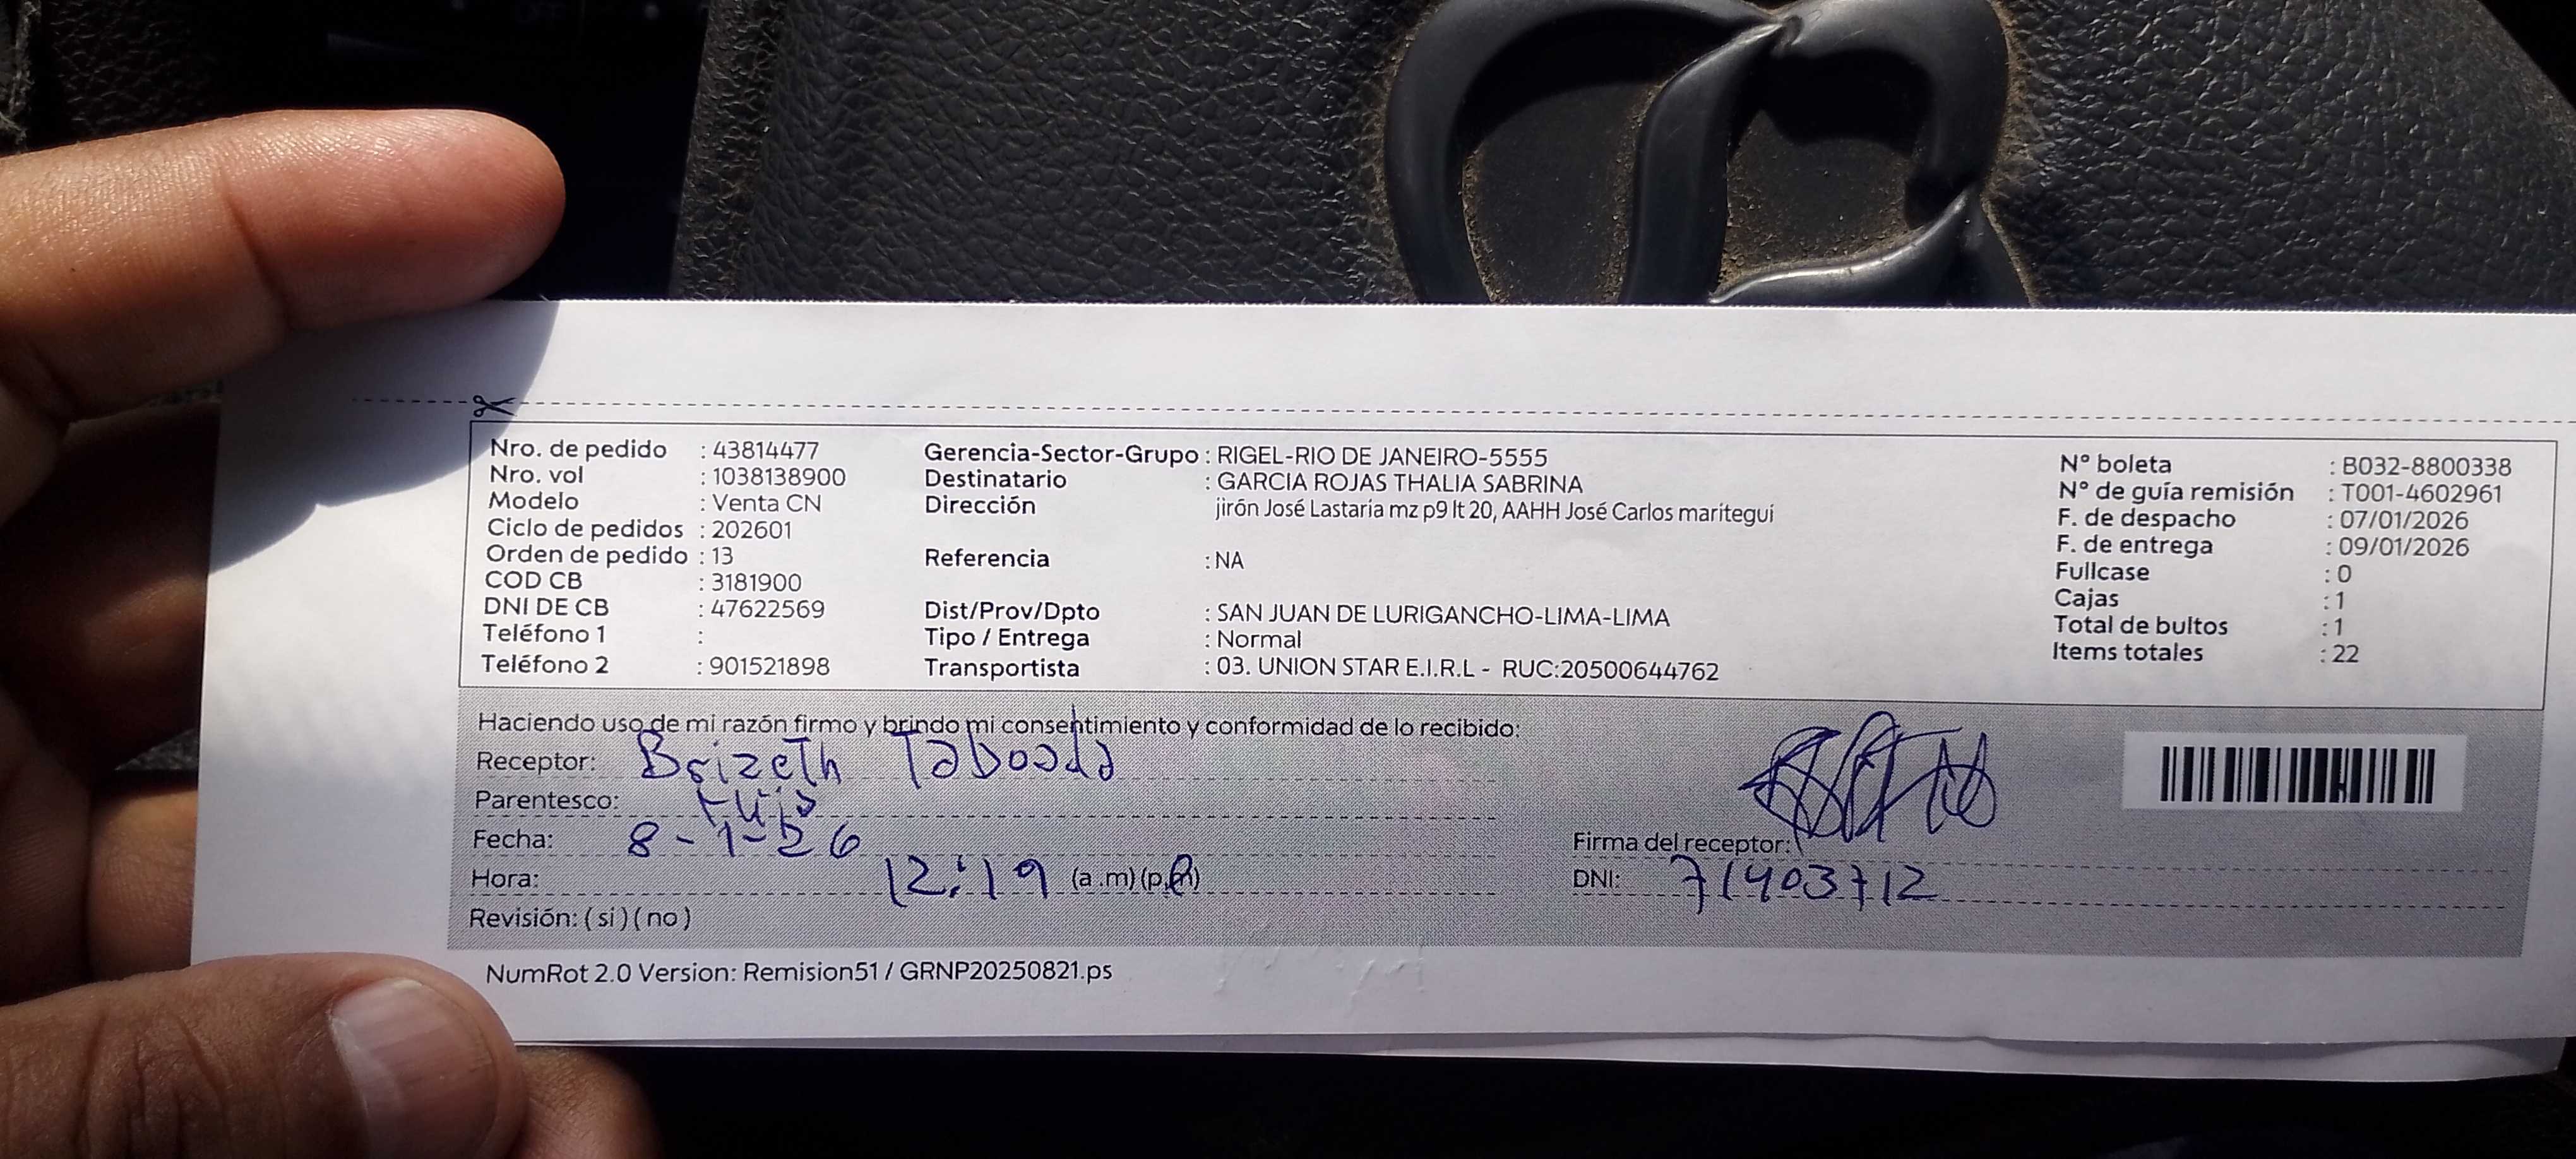 Nro. de pedido : 43814477
Nro. vol : 1038138900
Modelo : Venta CN
Ciclo de pedidos : 202601
Orden de pedido : 13
COD CB : 3181900
DNI DE CB : 47622569
Teléfono 1 :
Teléfono 2 : 901521898
Gerencia-Sector-Grupo : RIGEL-RIO DE JANEIRO-5555
Destinatario : GARCIA ROJAS THALIA SABRINA
Dirección jirón José Lastaria mz p9 lt 20, AAHH José Carlos maritegui
Referencia : NA
Dist/Prov/Dpto : SAN JUAN DE LURIGANCHO-LIMA-LIMA
Tipo / Entrega : Normal
Transportista : 03. UNION STAR E.I.R.L - RUC:20500644762
N° boleta : B032-8800338
N° de guía remisión : T001-4602961
F. de despacho : 07/01/2026
F. de entrega : 09/01/2026
Fullcase : 0
Cajas : 1
Total de bultos : 1
Items totales : 22
Haciendo uso de mi razón firmo y brindo mi consentimiento y conformidad de lo recibido:
Receptor: Brizeth Taboada
Parentesco:
Fecha: 8-1-26
Hora: 12:19 (a.m) (p.m)
Revisión: ( si ) ( no )
Firma del receptor:
DNI: 71403712
NumRot 2.0 Version: Remision51 / GRNP20250821.ps